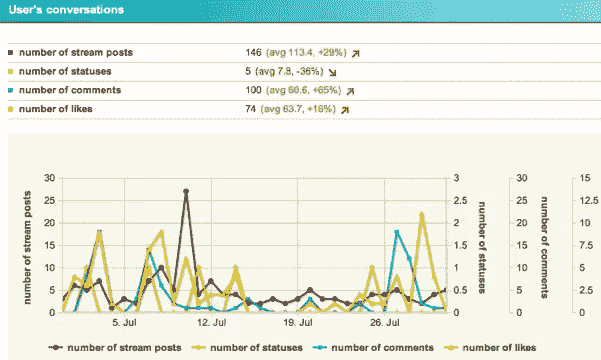 User's conversations
number of stream posts 146 (avg 113.4, +29%)
number of statuses 5 (avg 7.8, -36%)
number of comments 100 (avg 60.6, +65%)
number of likes 74 (avg 63.7, +16%)
30 3 30 15
25 2.5 25 12.5
20 2 20 10
15 1.5 15 7.5
10 1 10 5
5 0.5 5 2.5
0 0 0 0
number of stream posts
number of statuses
number of comments
5. Jul 12. Jul 19. Jul 26. Jul
number of stream posts number of statuses number of comments number of likes